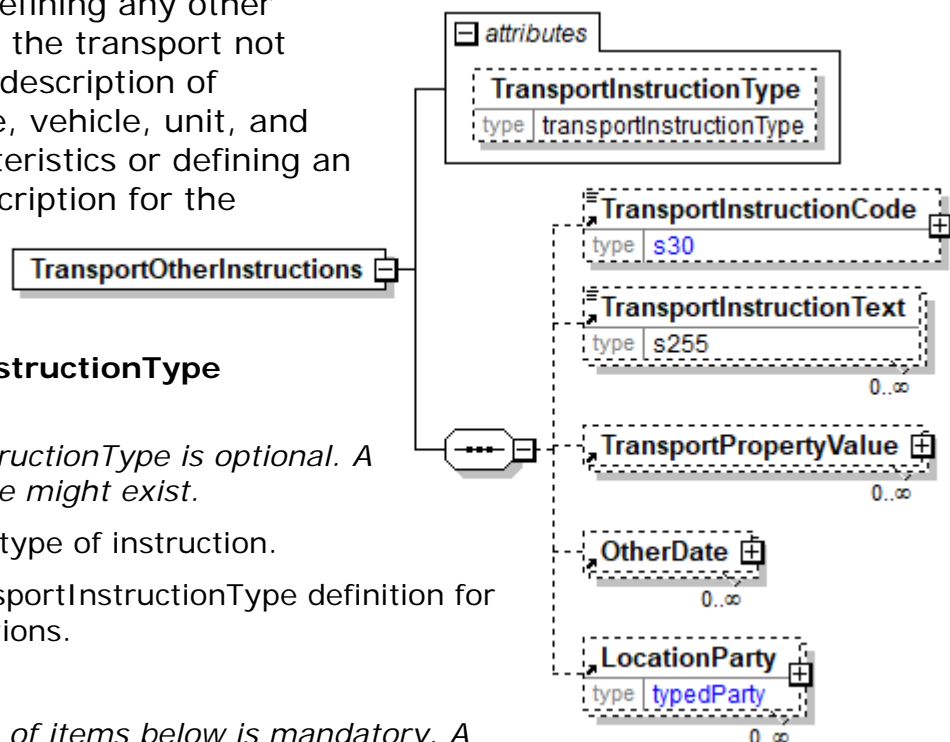 efining any other
the transport not
description of
e, vehicle, unit, and
teristics or defining an
cription for the
attributes
TransportInstructionType
type transportInstructionType
TransportOtherInstructions
TransportInstructionCode
type s30
TransportInstructionText
type s255
0..∞
TransportPropertyValue
0..∞
OtherDate
0..∞
LocationParty
type typedParty
0..∞
structionType
ructionType is optional. A
e might exist.
type of instruction.
sportInstructionType definition for
ions.
of items below is mandatory. A